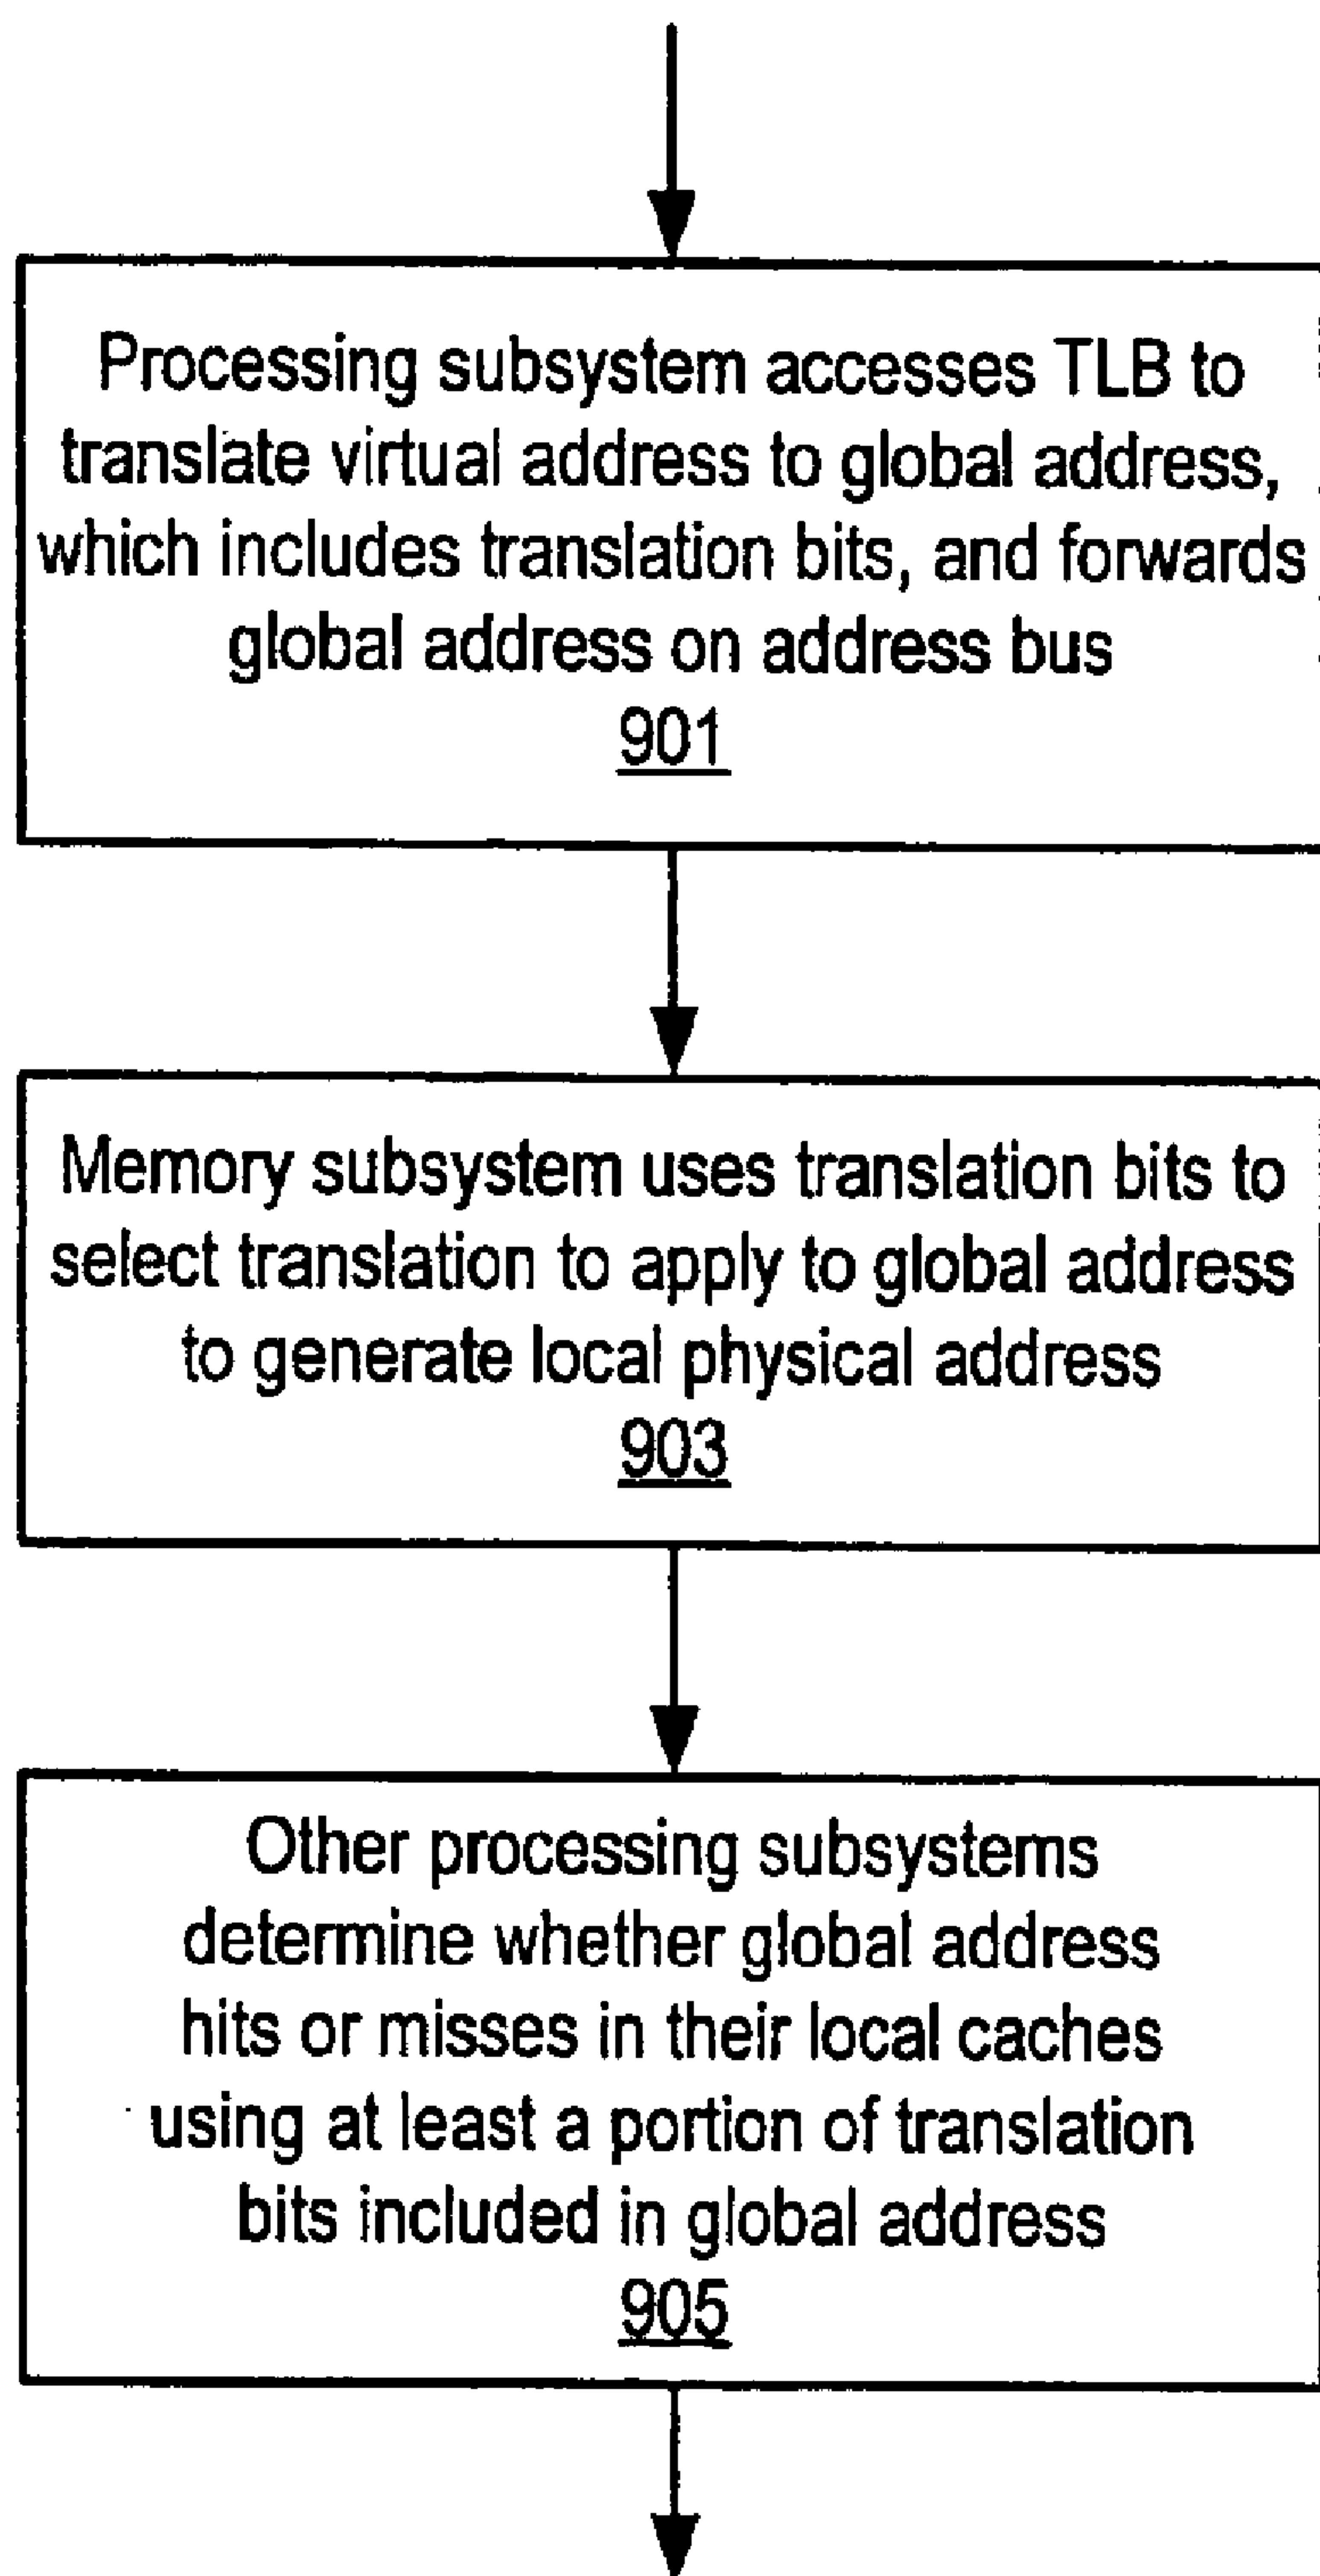 Processing subsystem accesses TLB to
translate virtual address to global address,
which includes translation bits, and forwards
global address on address bus
901
Memory subsystem uses translation bits to
select translation to apply to global address
to generate local physical address
903
Other processing subsystems
determine whether global address
hits or misses in their local caches
using at least a portion of translation
bits included in global address
905